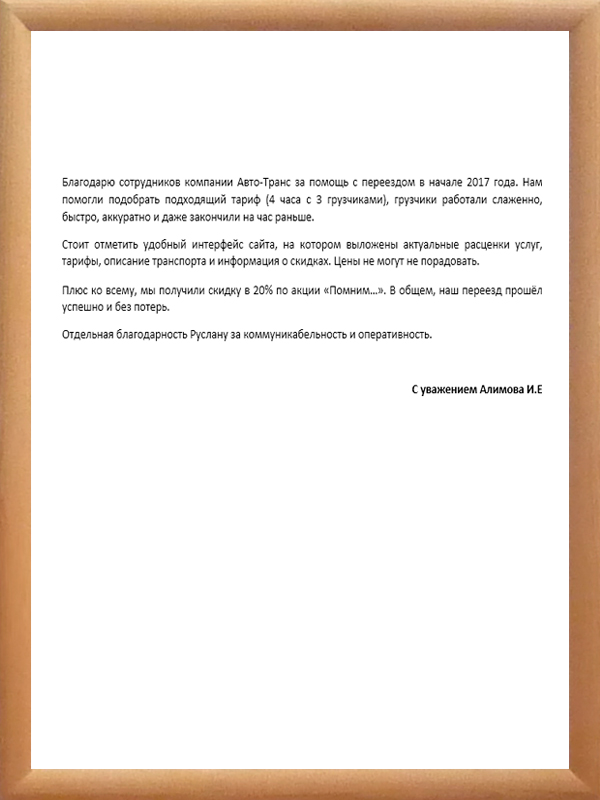 Благодарю сотрудников компании Авто-Транс за помощь с переездом в начале 2017 года. Нам
помогли подобрать подходящий тариф (4 часа с 3 грузчиками), грузчики работали слаженно,
быстро, аккуратно и даже закончили на час раньше.
Стоит отметить удобный интерфейс сайта, на котором выложены актуальные расценки услуг,
тарифы, описание транспорта и информация о скидках. Цены не могут не порадовать.
Плюс ко всему, мы получили скидку в 20% по акции «Помним...». В общем, наш переезд прошёл
успешно и без потерь.
Отдельная благодарность Руслану за коммуникабельность и оперативность.
С уважением Алимова И.Е